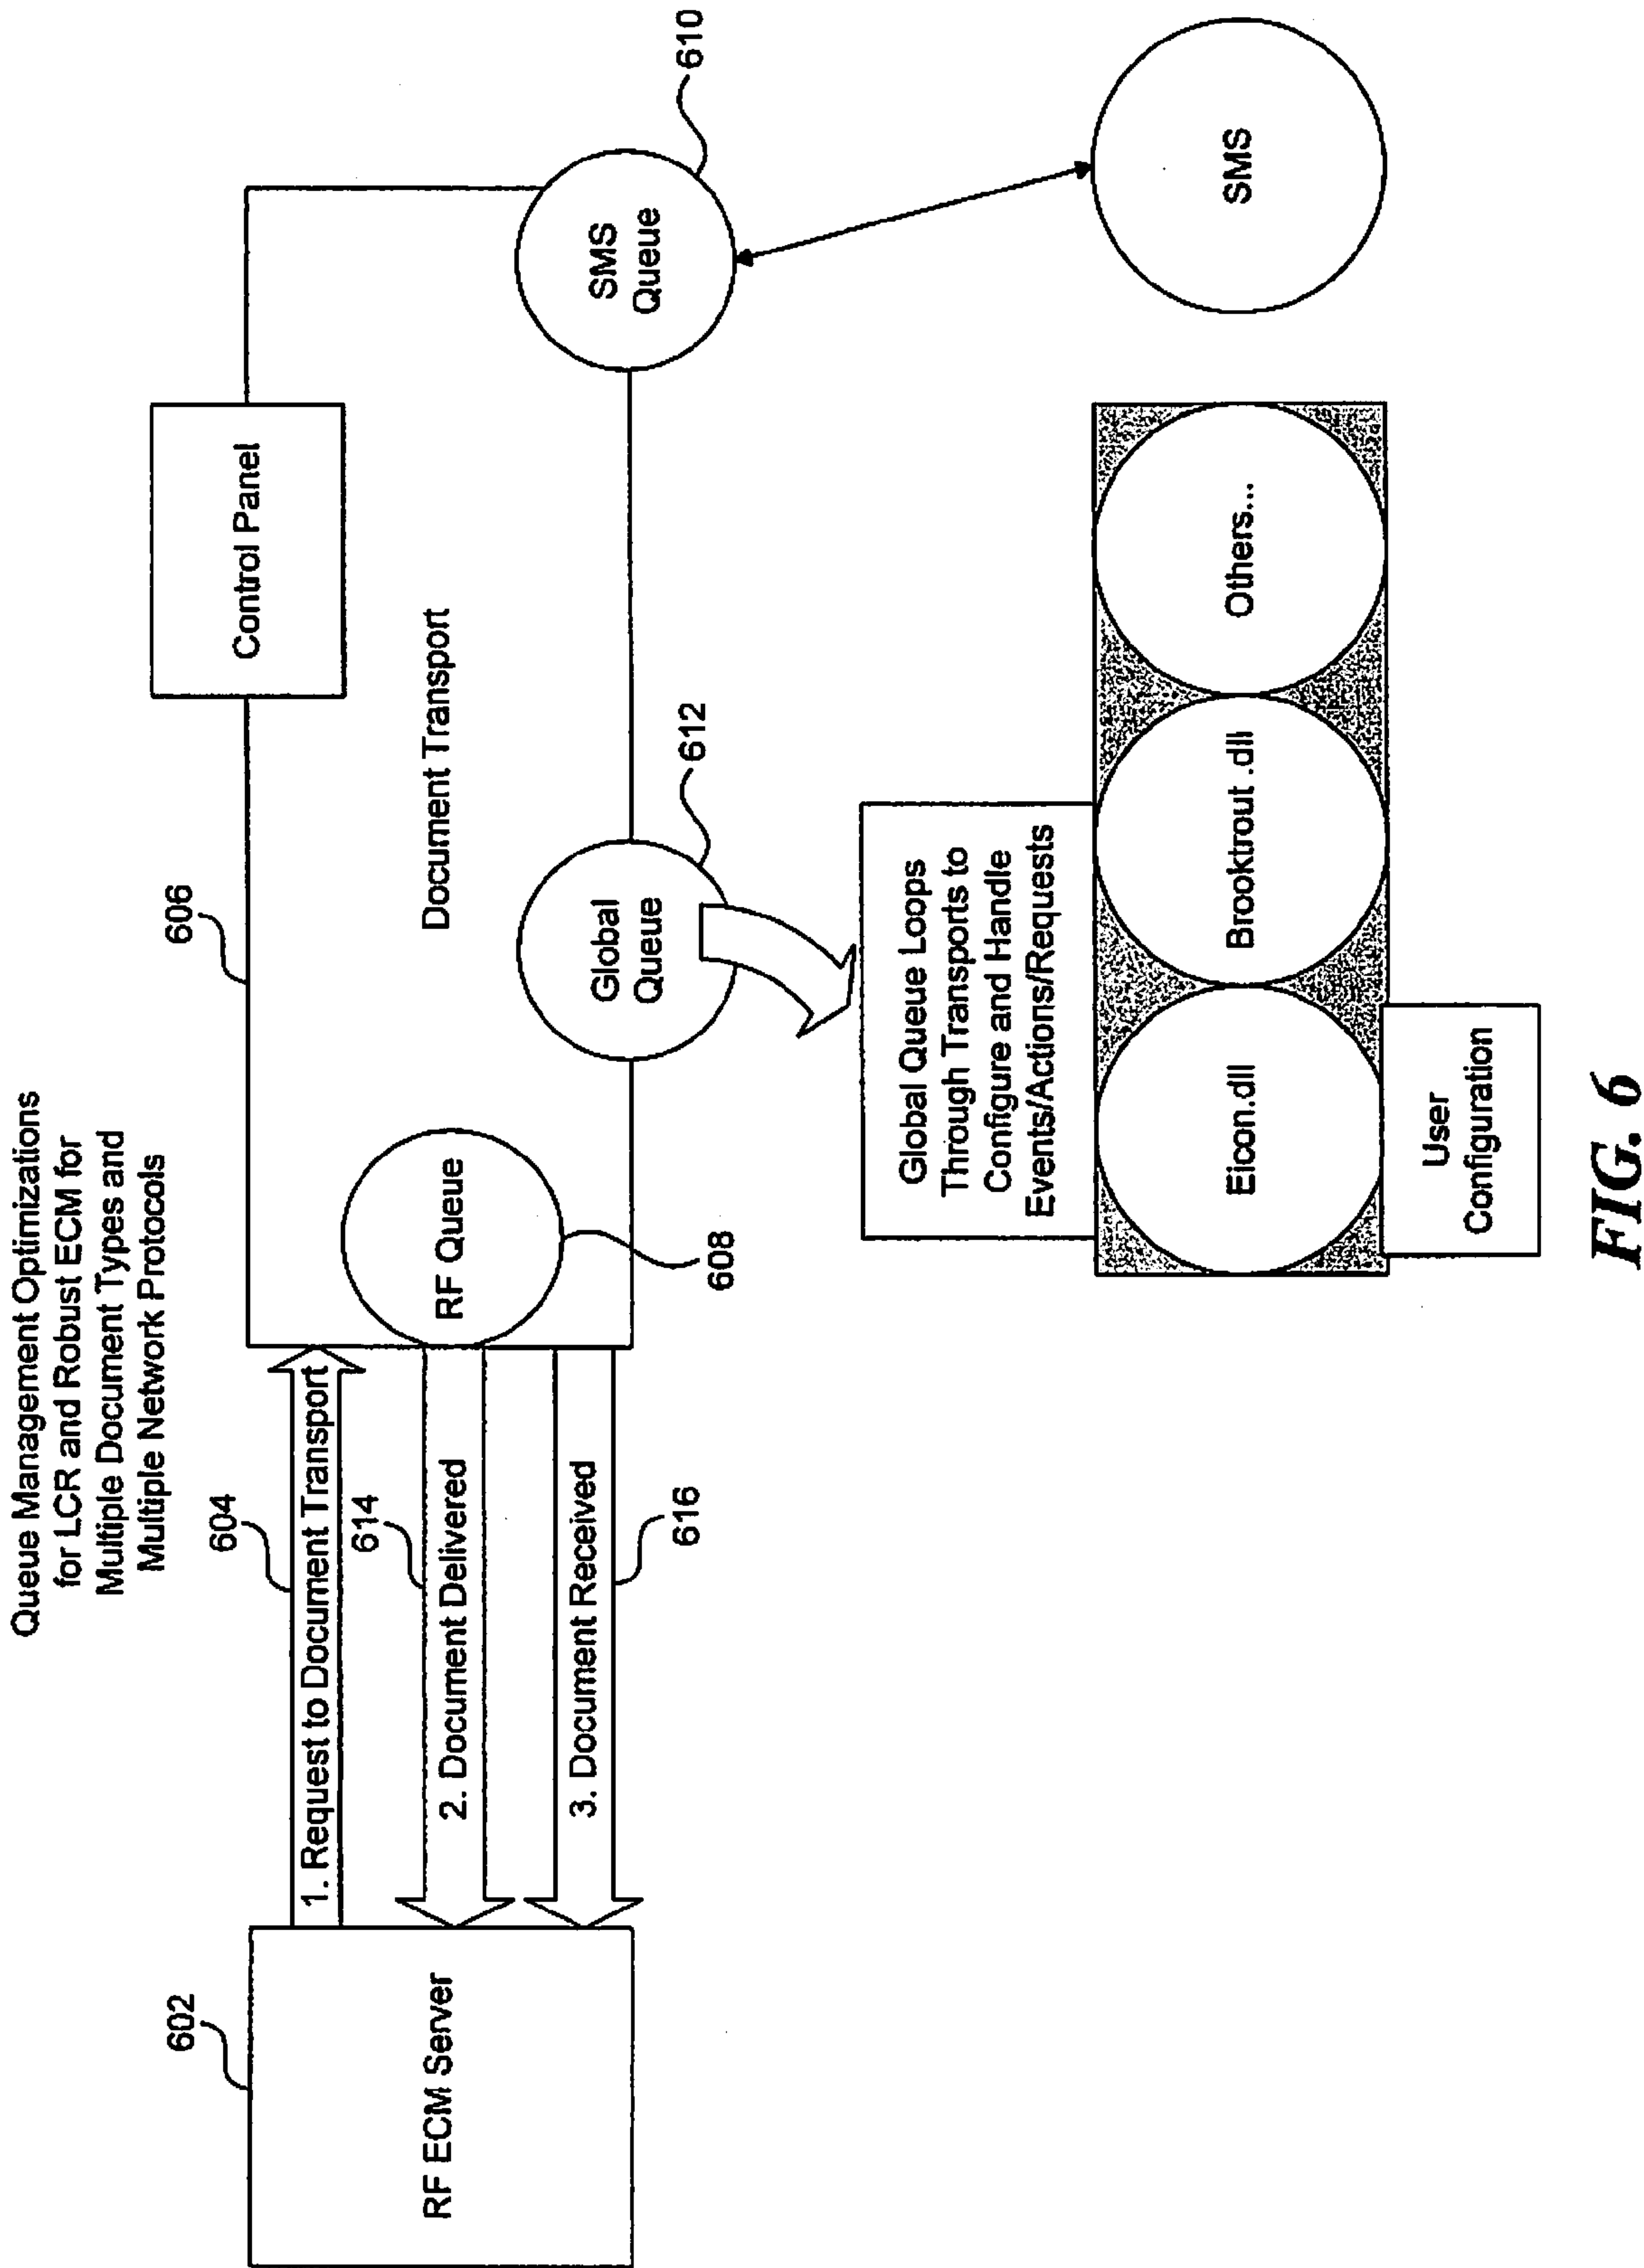 Queue Management Optimizations
for LCR and Robust ECM for
Multiple Document Types and
Multiple Network Protocols
602
RF ECM Server
604
1. Request to Document Transport
614
2. Document Delivered
3. Document Received
616
606
Control Panel
Document Transport
RF Queue
608
Global
Queue
612
SMS
Queue
610
Global Queue Loops
Through Transports to
Configure and Handle
Events/Actions/Requests
Eicon.dll
Brooktrout .dll
Others...
SMS
User
Configuration
FIG. 6